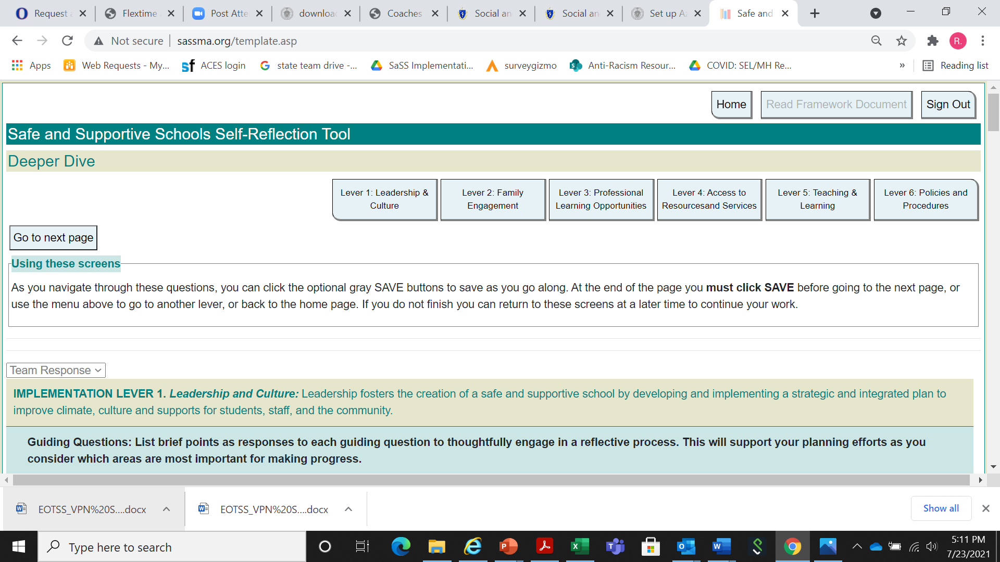 Request a
Flextime
Post Atte
download
Coaches
Social an
Social an
Set up Az
Safe and
Not secure
sassma.org/template.asp
R.
Apps
Web Requests - My...
sf ACES login
state team drive -...
SaSS Implementati...
surveygizmo
Anti-Racism Resour...
COVID: SEL/MH Re...
»
Reading list
Home
Read Framework Document
Sign Out
Safe and Supportive Schools Self-Reflection Tool
Deeper Dive
Lever 1: Leadership &
Culture
Lever 2: Family
Engagement
Lever 3: Professional
Learning Opportunities
Lever 4: Access to
Resourcesand Services
Lever 5: Teaching &
Learning
Lever 6: Policies and
Procedures
Go to next page
Using these screens
As you navigate through these questions, you can click the optional gray SAVE buttons to save as you go along. At the end of the page you must click SAVE before going to the next page, or
use the menu above to go to another lever, or back to the home page. If you do not finish you can return to these screens at a later time to continue your work.
Team Response
IMPLEMENTATION LEVER 1. Leadership and Culture: Leadership fosters the creation of a safe and supportive school by developing and implementing a strategic and integrated plan to
improve climate, culture and supports for students, staff, and the community.
Guiding Questions: List brief points as responses to each guiding question to thoughtfully engage in a reflective process. This will support your planning efforts as you
consider which areas are most important for making progress.
EOTSS_VPN%20S....docx
EOTSS_VPN%20S....docx
Show all
Type here to search
5:11 PM
7/23/2021